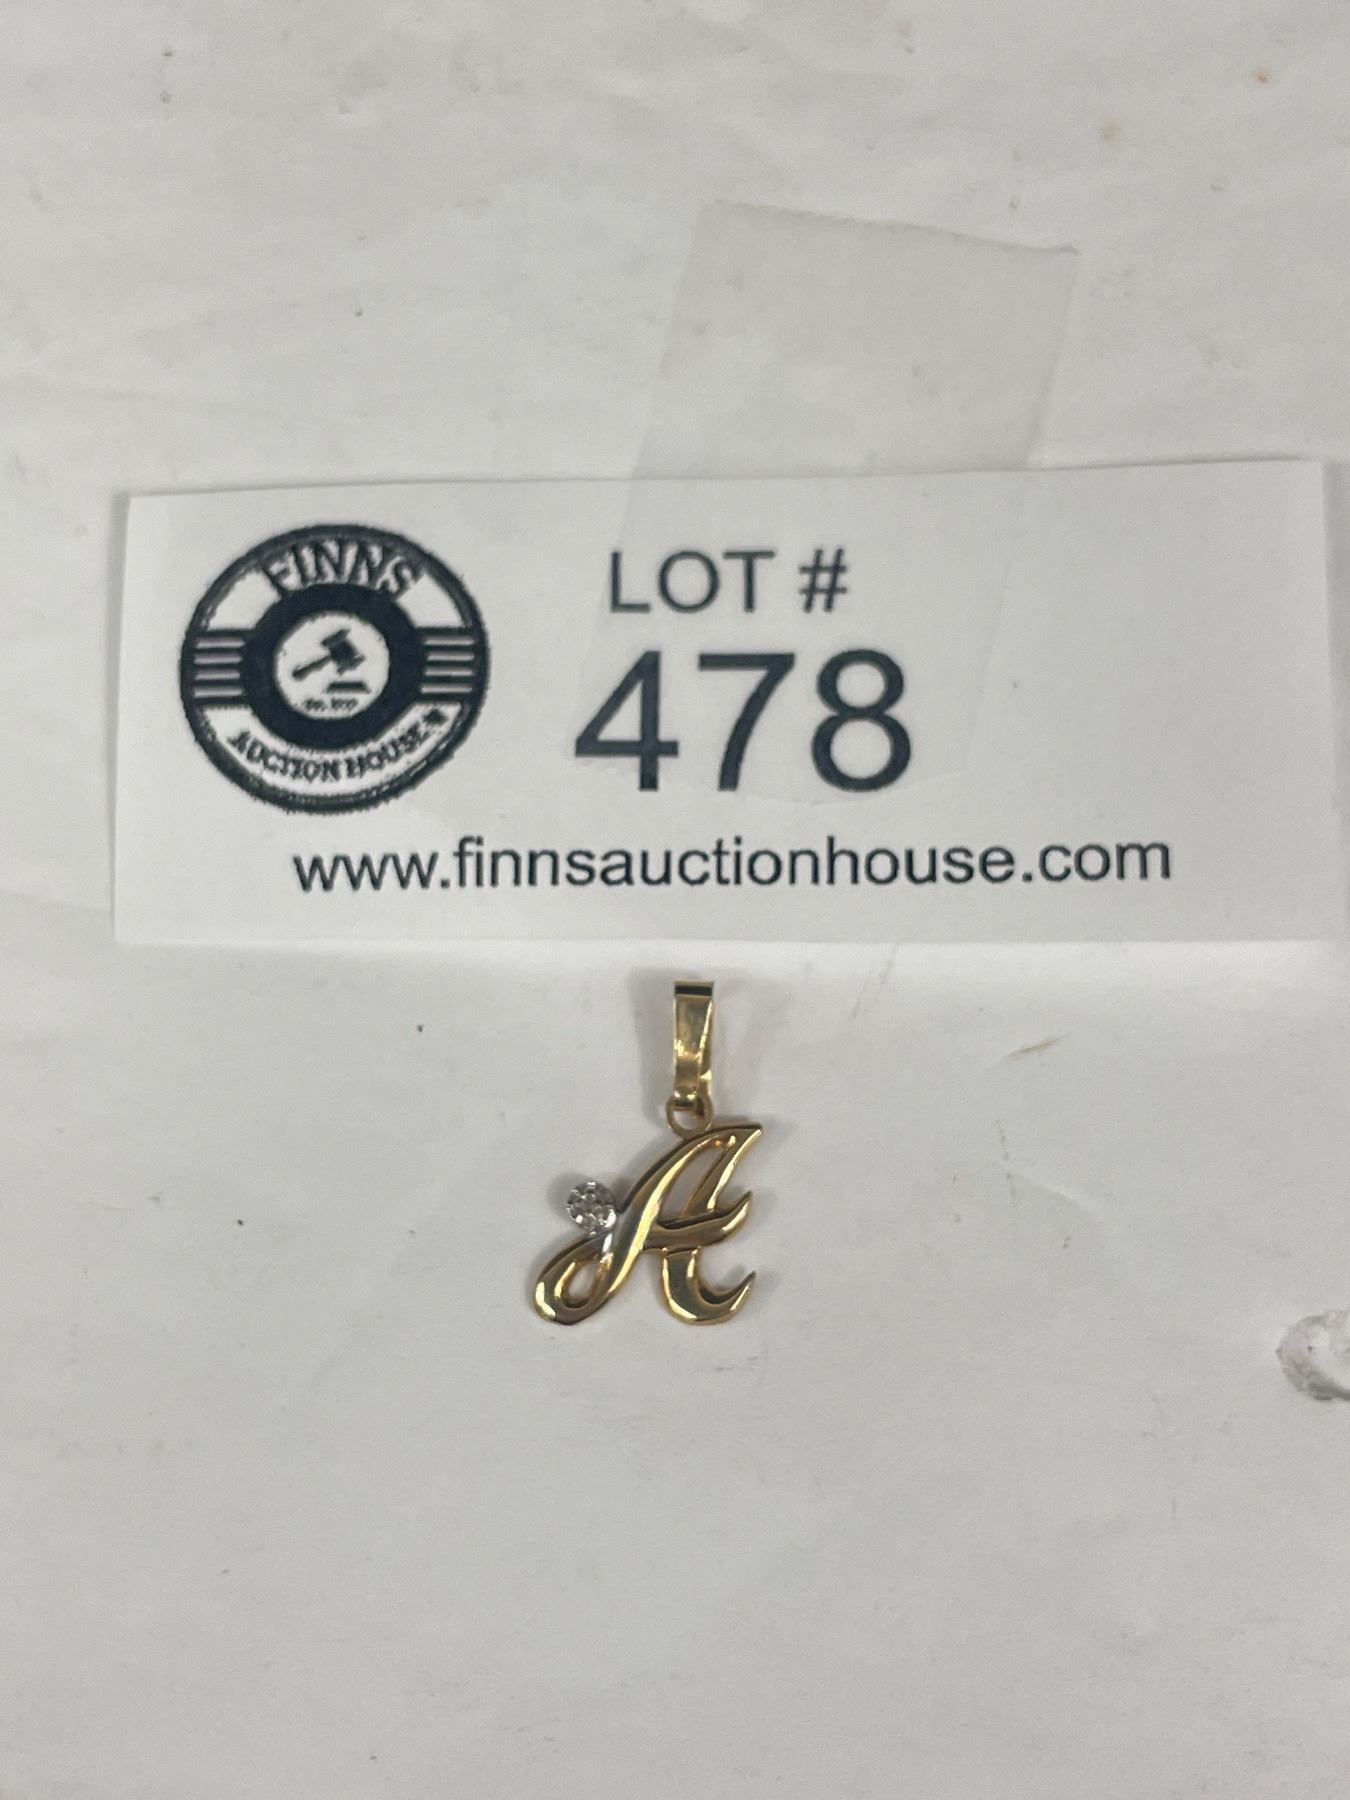 FINNS
AUCTION HOUSE
LOT #
478
www.finnsauctionhouse.com
A